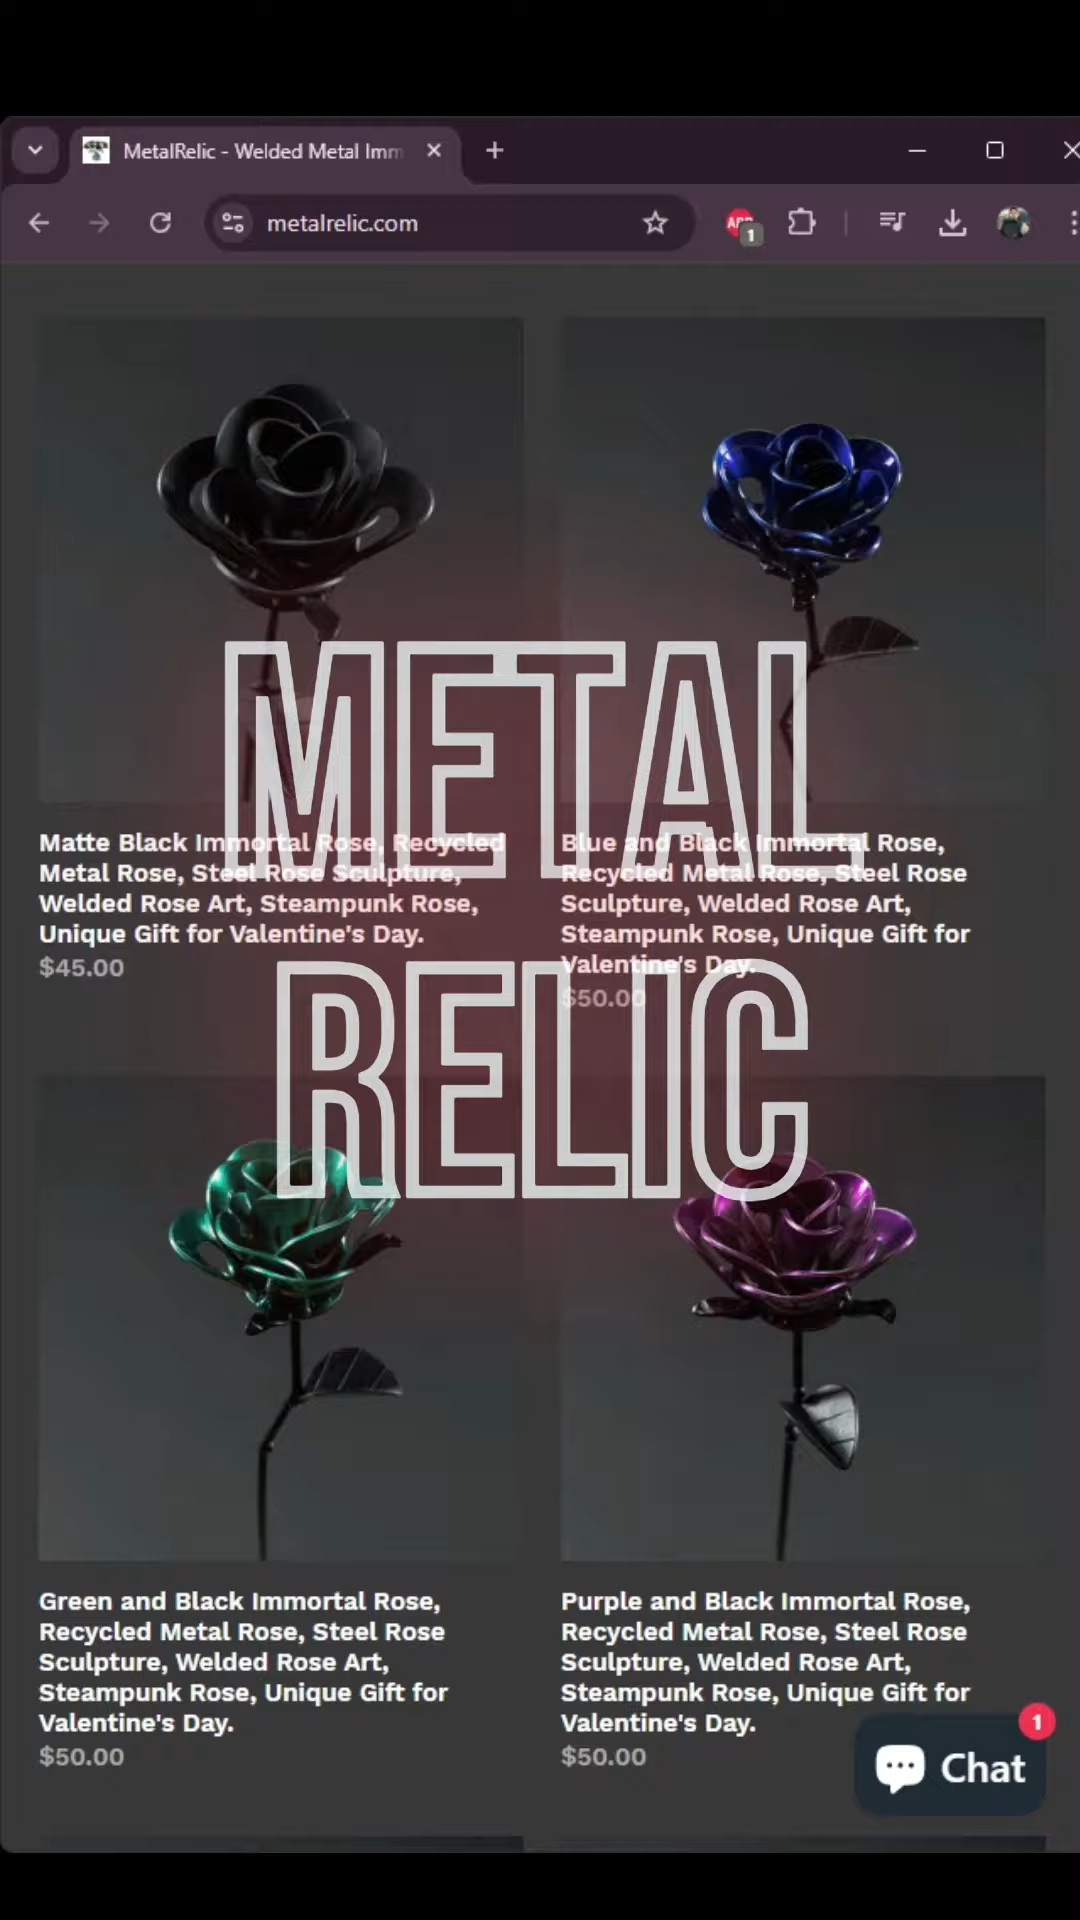 MetalRelic - Welded Metal Imm
metalrelic.com
ABP
1
METAL
Matte Black Immortal Rose, Recycled
Metal Rose, Steel Rose Sculpture,
Welded Rose Art, Steampunk Rose,
Unique Gift for Valentine's Day.
$45.00
Blue and Black Immortal Rose,
Recycled Metal Rose, Steel Rose
Sculpture, Welded Rose Art,
Steampunk Rose, Unique Gift for
Valentine's Day.
$50.00
RELIC
Green and Black Immortal Rose,
Recycled Metal Rose, Steel Rose
Sculpture, Welded Rose Art,
Steampunk Rose, Unique Gift for
Valentine's Day.
$50.00
Purple and Black Immortal Rose,
Recycled Metal Rose, Steel Rose
Sculpture, Welded Rose Art,
Steampunk Rose, Unique Gift for
Valentine's Day.
$50.00
1
Chat